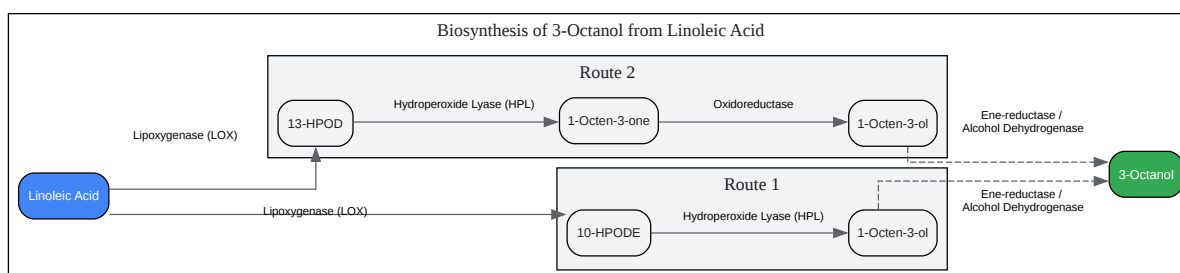 Biosynthesis of 3-Octanol from Linoleic Acid
Route 2
Hydroperoxide Lyase (HPL)
Oxidoreductase
13-HPOD
1-Octen-3-one
1-Octen-3-ol
Ene-reductase /
Alcohol Dehydrogenase
Lipoxygenase (LOX)
Linoleic Acid
3-Octanol
Route 1
Lipoxygenase (LOX)
Hydroperoxide Lyase (HPL)
10-HPODE
1-Octen-3-ol
Ene-reductase /
Alcohol Dehydrogenase